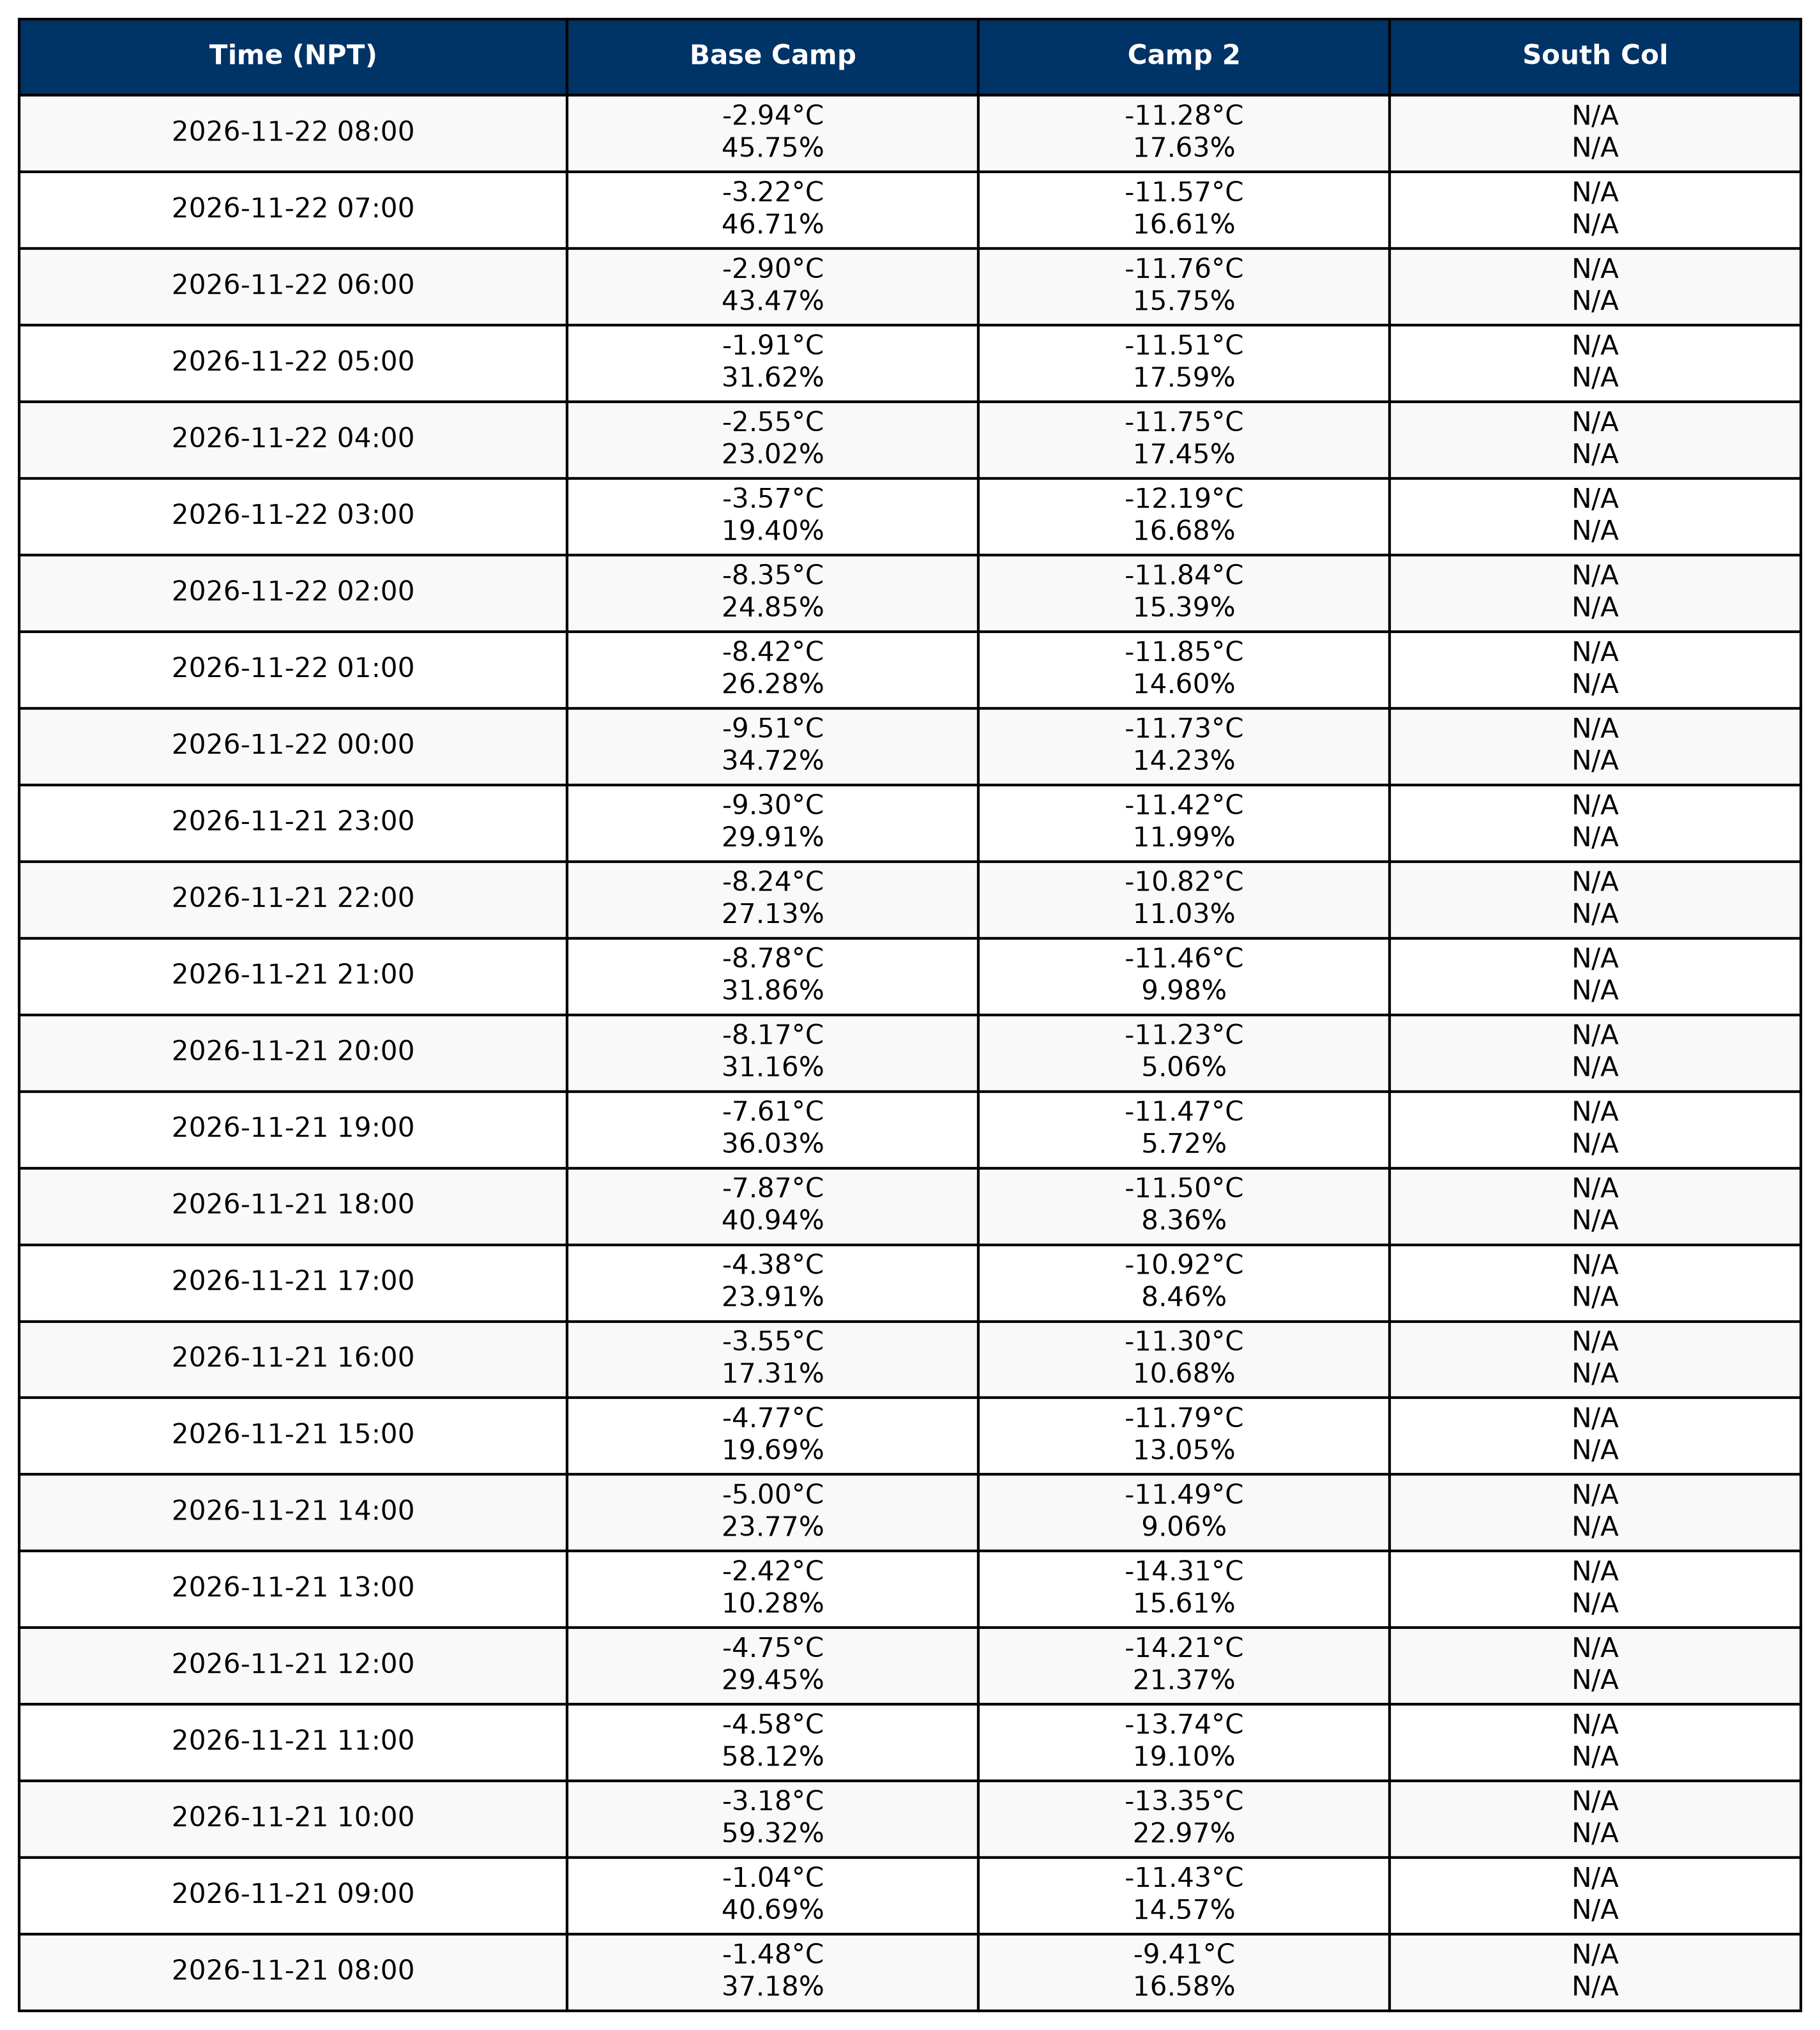 Time (NPT) Base Camp Camp 2 South Col
2026-11-22 08:00 -2.94°C -11.28°C N/A
45.75% 17.63% N/A
2026-11-22 07:00 -3.22°C -11.57°C N/A
46.71% 16.61% N/A
2026-11-22 06:00 -2.90°C -11.76°C N/A
43.47% 15.75% N/A
2026-11-22 05:00 -1.91°C -11.51°C N/A
31.62% 17.59% N/A
2026-11-22 04:00 -2.55°C -11.75°C N/A
23.02% 17.45% N/A
2026-11-22 03:00 -3.57°C -12.19°C N/A
19.40% 16.68% N/A
2026-11-22 02:00 -8.35°C -11.84°C N/A
24.85% 15.39% N/A
2026-11-22 01:00 -8.42°C -11.85°C N/A
26.28% 14.60% N/A
2026-11-22 00:00 -9.51°C -11.73°C N/A
34.72% 14.23% N/A
2026-11-21 23:00 -9.30°C -11.42°C N/A
29.91% 11.99% N/A
2026-11-21 22:00 -8.24°C -10.82°C N/A
27.13% 11.03% N/A
2026-11-21 21:00 -8.78°C -11.46°C N/A
31.86% 9.98% N/A
2026-11-21 20:00 -8.17°C -11.23°C N/A
31.16% 5.06% N/A
2026-11-21 19:00 -7.61°C -11.47°C N/A
36.03% 5.72% N/A
2026-11-21 18:00 -7.87°C -11.50°C N/A
40.94% 8.36% N/A
2026-11-21 17:00 -4.38°C -10.92°C N/A
23.91% 8.46% N/A
2026-11-21 16:00 -3.55°C -11.30°C N/A
17.31% 10.68% N/A
2026-11-21 15:00 -4.77°C -11.79°C N/A
19.69% 13.05% N/A
2026-11-21 14:00 -5.00°C -11.49°C N/A
23.77% 9.06% N/A
2026-11-21 13:00 -2.42°C -14.31°C N/A
10.28% 15.61% N/A
2026-11-21 12:00 -4.75°C -14.21°C N/A
29.45% 21.37% N/A
2026-11-21 11:00 -4.58°C -13.74°C N/A
58.12% 19.10% N/A
2026-11-21 10:00 -3.18°C -13.35°C N/A
59.32% 22.97% N/A
2026-11-21 09:00 -1.04°C -11.43°C N/A
40.69% 14.57% N/A
2026-11-21 08:00 -1.48°C -9.41°C N/A
37.18% 16.58% N/A